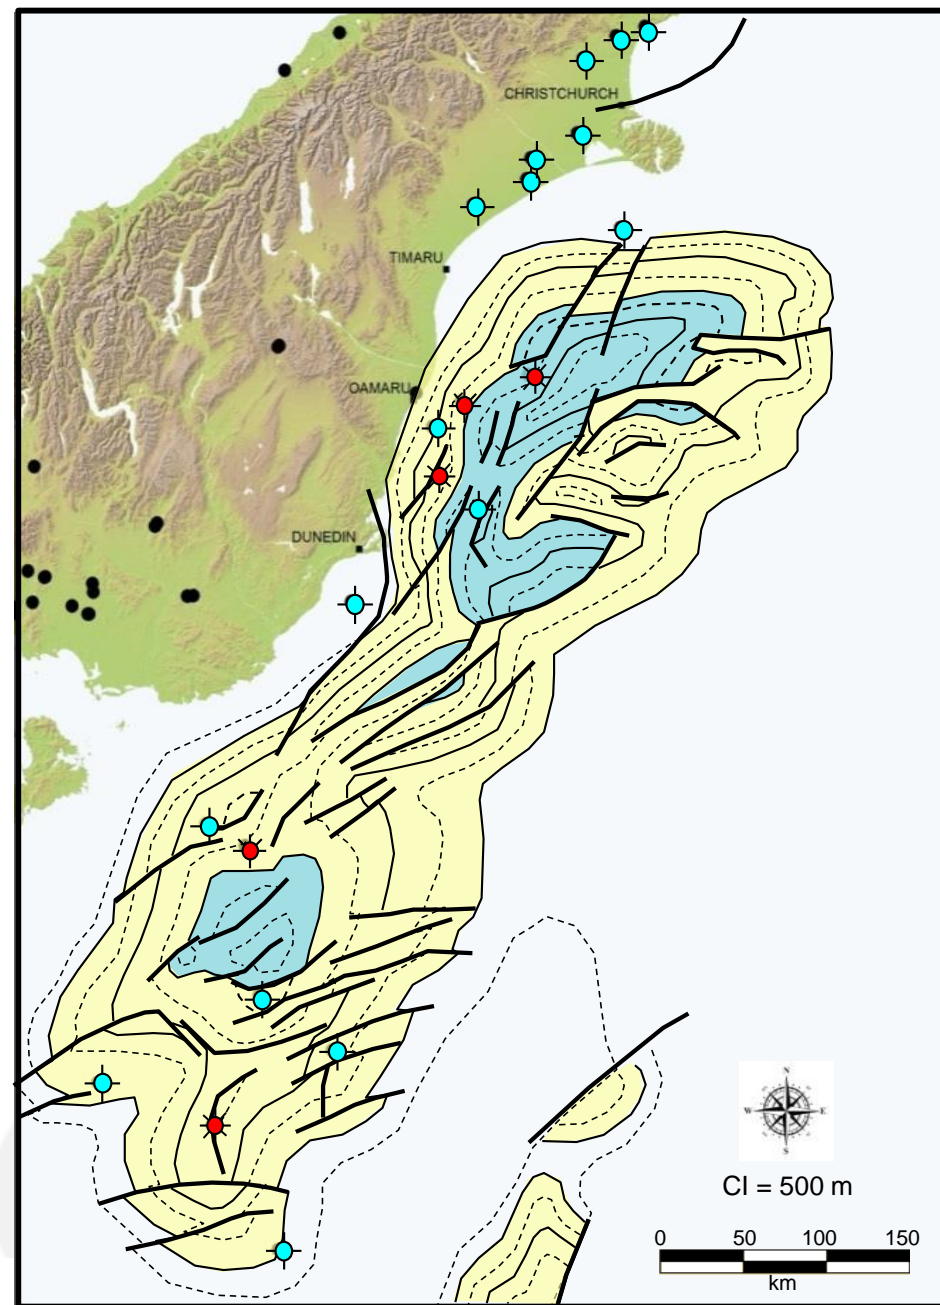 CHRISTCHURCH
TIMARU
OAMARU
DUNEDIN
N
W E
S
CI = 500 m
0 50 100 150
km